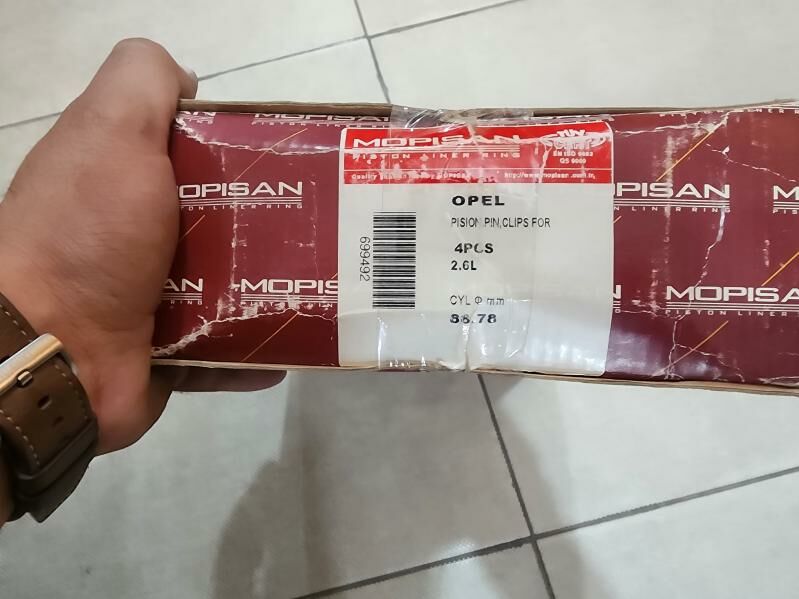 MOPISAN
PISTON LINER RING
EN ISO 9002
QS 9000
http://www.mopisan.com.tr
OPEL
PISION PIN,CLIPS FOR
4PCS
2.6L
CYL Φ mm
88.78
699492
MOPISAN
PISTON LINER RING
MOPISAN
PISTON LINER RING
MOPISAN
PISTON LINER RING